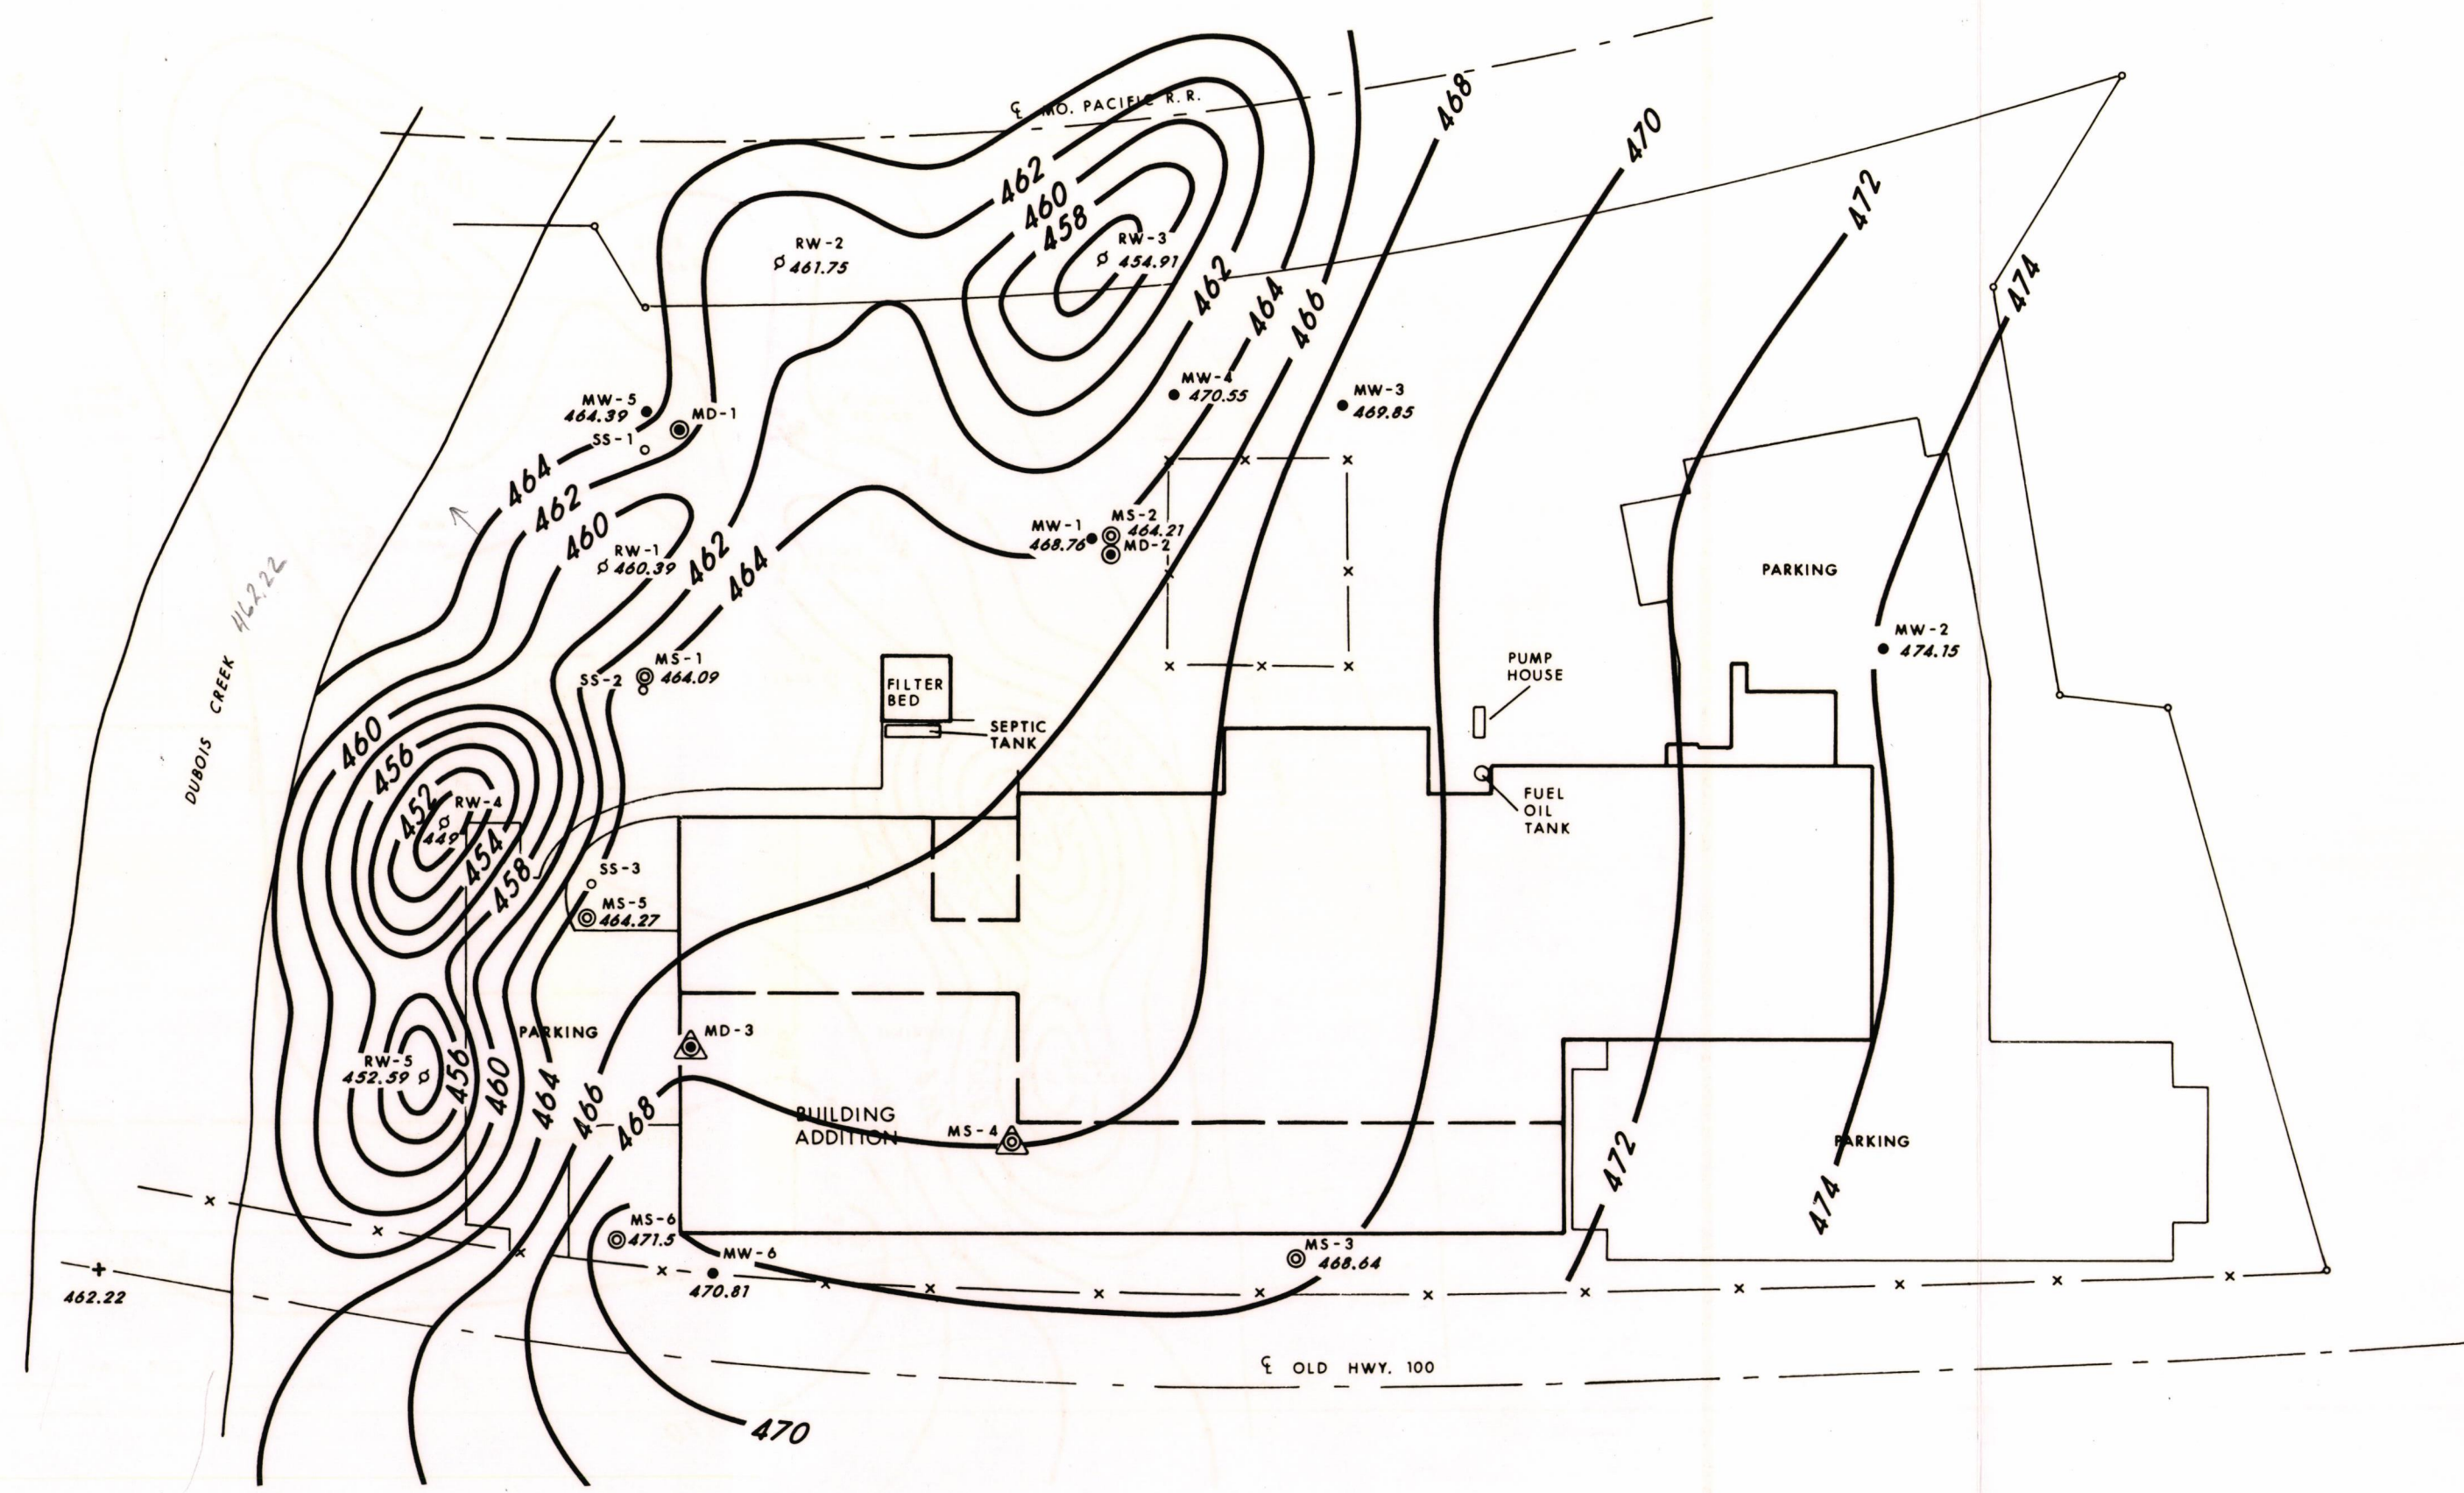 ℄ MO. PACIFIC R. R.
468
470
472
474
462
460
458
RW-2
461.75
RW-3
454.91
462
464
466
MW-4
470.55
MW-3
469.85
MW-5
464.39
MD-1
SS-1
464
462
460
RW-1
460.39
462
464
MW-1
468.76
MS-2
464.21
MD-2
PARKING
MW-2
474.15
DUBOIS CREEK 462.22
MS-1
464.09
SS-2
PUMP
HOUSE
FILTER
BED
SEPTIC
TANK
460
456
452
RW-4
449
454
458
FUEL
OIL
TANK
SS-3
MS-5
464.27
PARKING
MD-3
RW-5
452.59
456
460
464
466
468
BUILDING
ADDITION
MS-4
472
474
PARKING
MS-6
471.5
MW-6
470.81
MS-3
468.64
462.22
℄ OLD HWY. 100
470